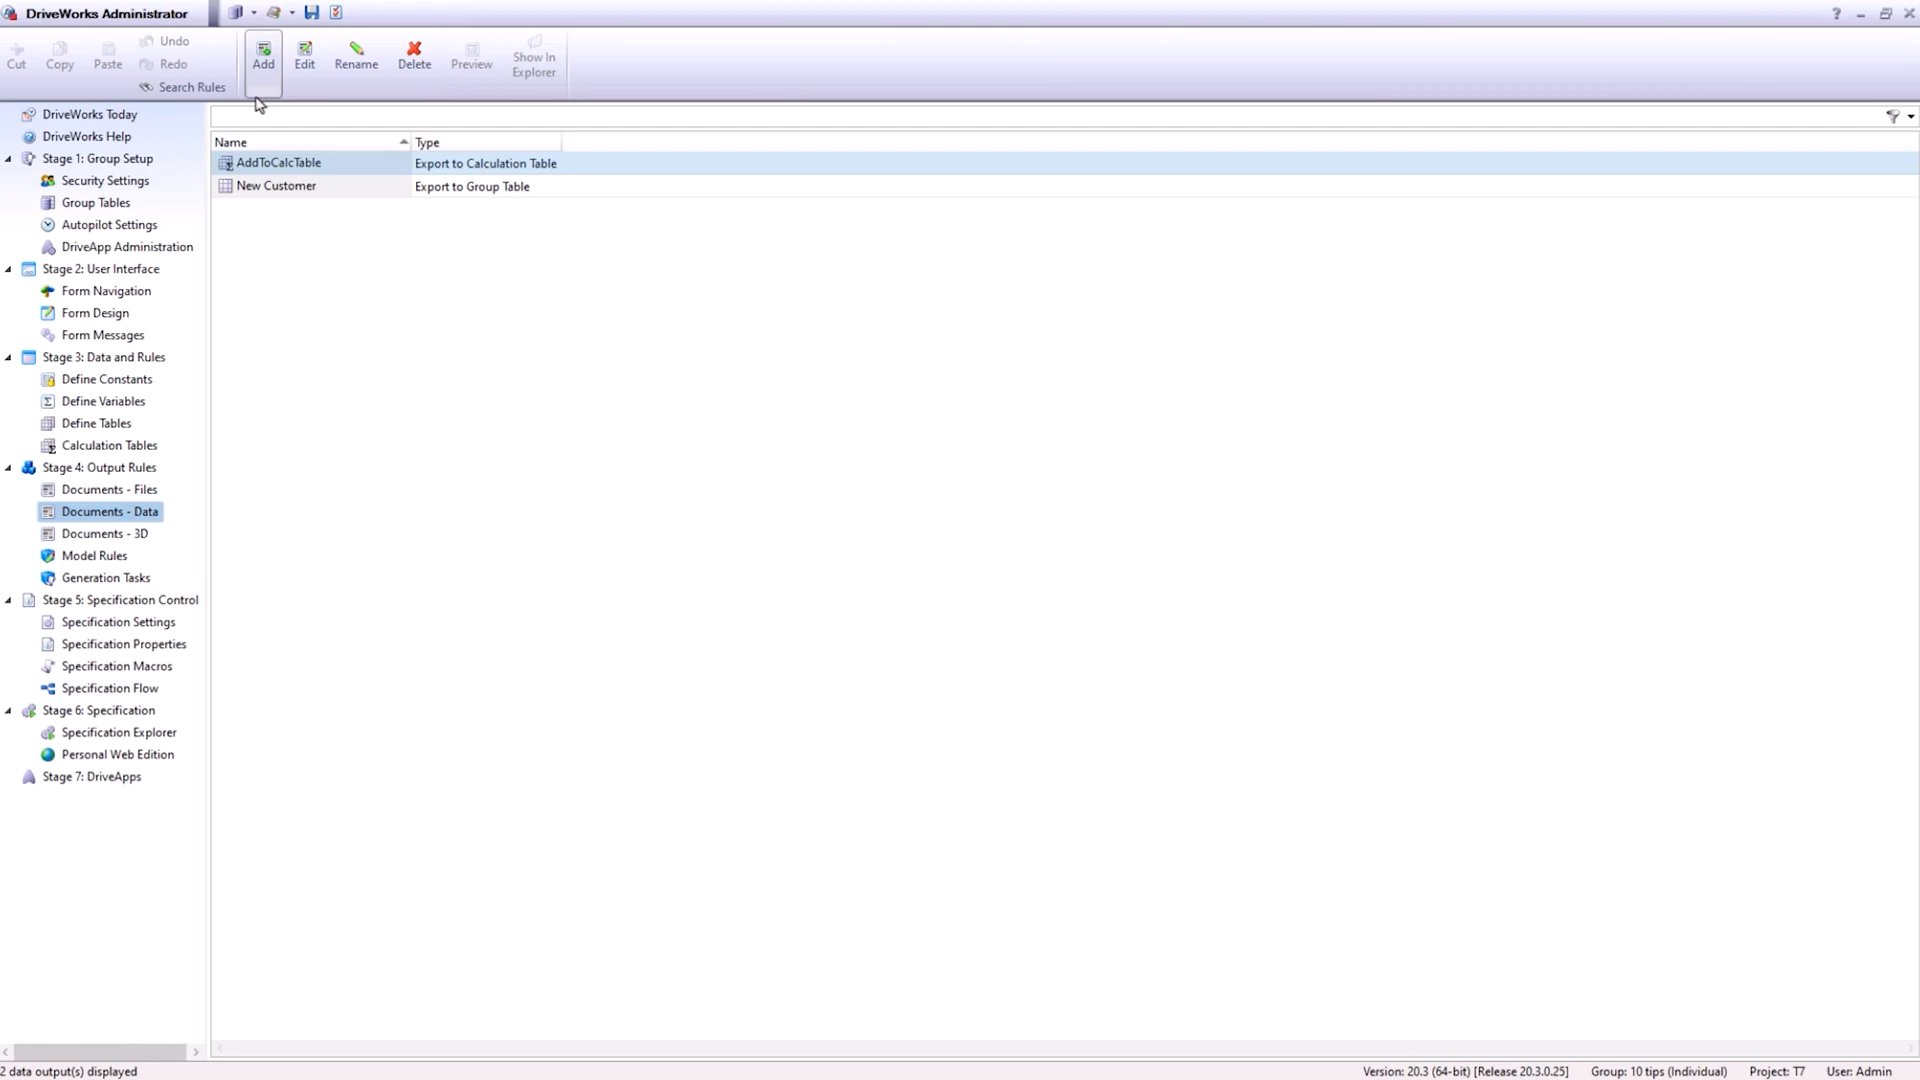 DriveWorks Administrator
?
Cut
Copy
Paste
Undo
Redo
Search Rules
Add
Edit
Rename
Delete
Preview
Show In
Explorer
DriveWorks Today
DriveWorks Help
Stage 1: Group Setup
Security Settings
Group Tables
Autopilot Settings
DriveApp Administration
Stage 2: User Interface
Form Navigation
Form Design
Form Messages
Stage 3: Data and Rules
Define Constants
Define Variables
Define Tables
Calculation Tables
Stage 4: Output Rules
Documents - Files
Documents - Data
Documents - 3D
Model Rules
Generation Tasks
Stage 5: Specification Control
Specification Settings
Specification Properties
Specification Macros
Specification Flow
Stage 6: Specification
Specification Explorer
Personal Web Edition
Stage 7: DriveApps
Name Type
AddToCalcTable Export to Calculation Table
New Customer Export to Group Table
2 data output(s) displayed
Version: 20.3 (64-bit) [Release 20.3.0.25] Group: 10 tips (Individual) Project: T7 User: Admin